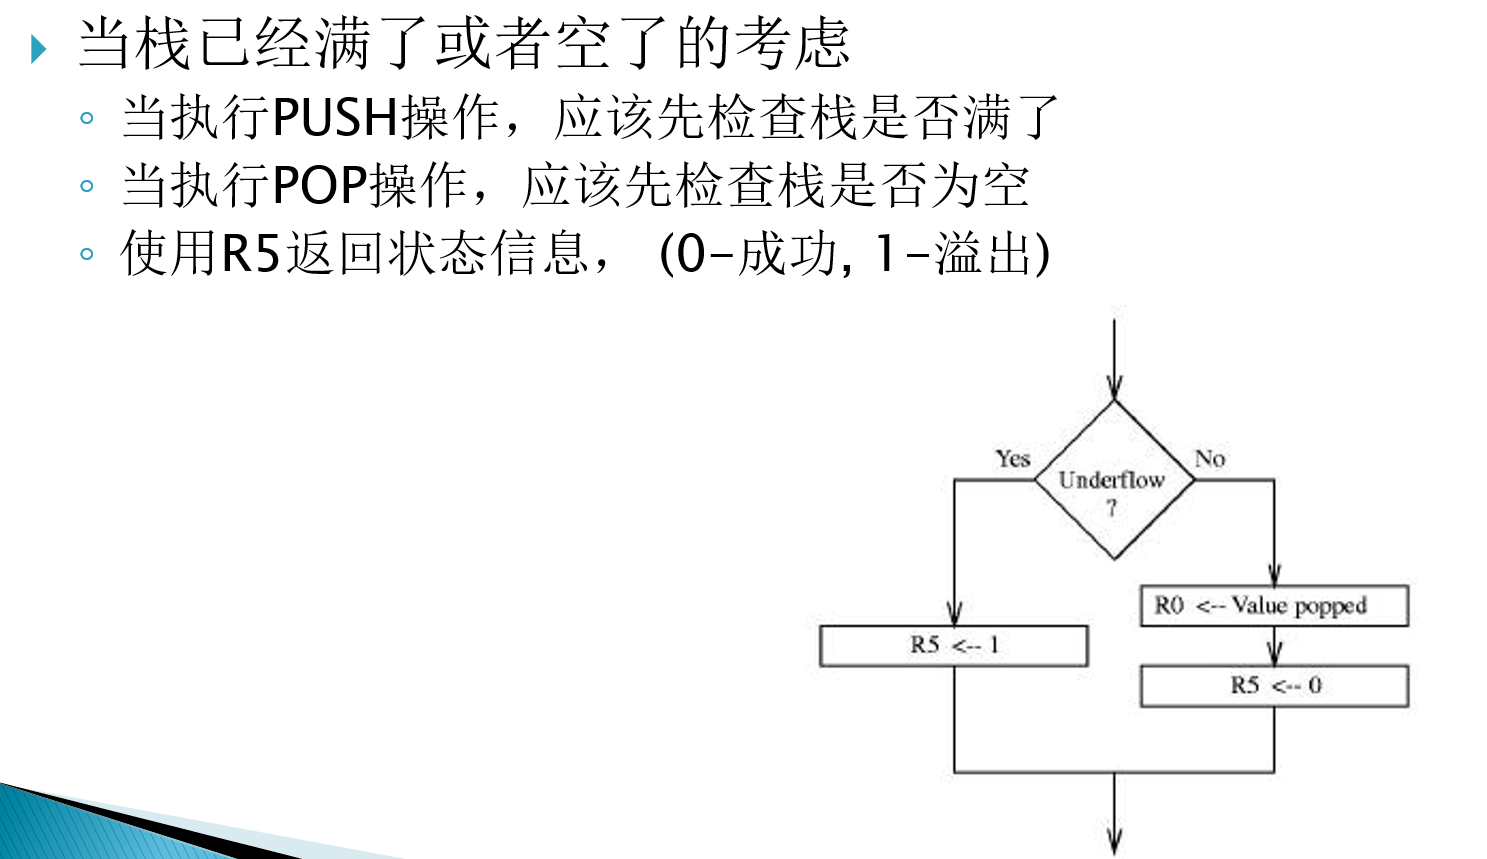 当栈已经满了或者空了的考虑
当执行PUSH操作，应该先检查栈是否满了
当执行POP操作，应该先检查栈是否为空
使用R5返回状态信息， (0-成功, 1-溢出)
Yes
No
Underflow
?
R0 <-- Value popped
R5 <-- 1
R5 <-- 0